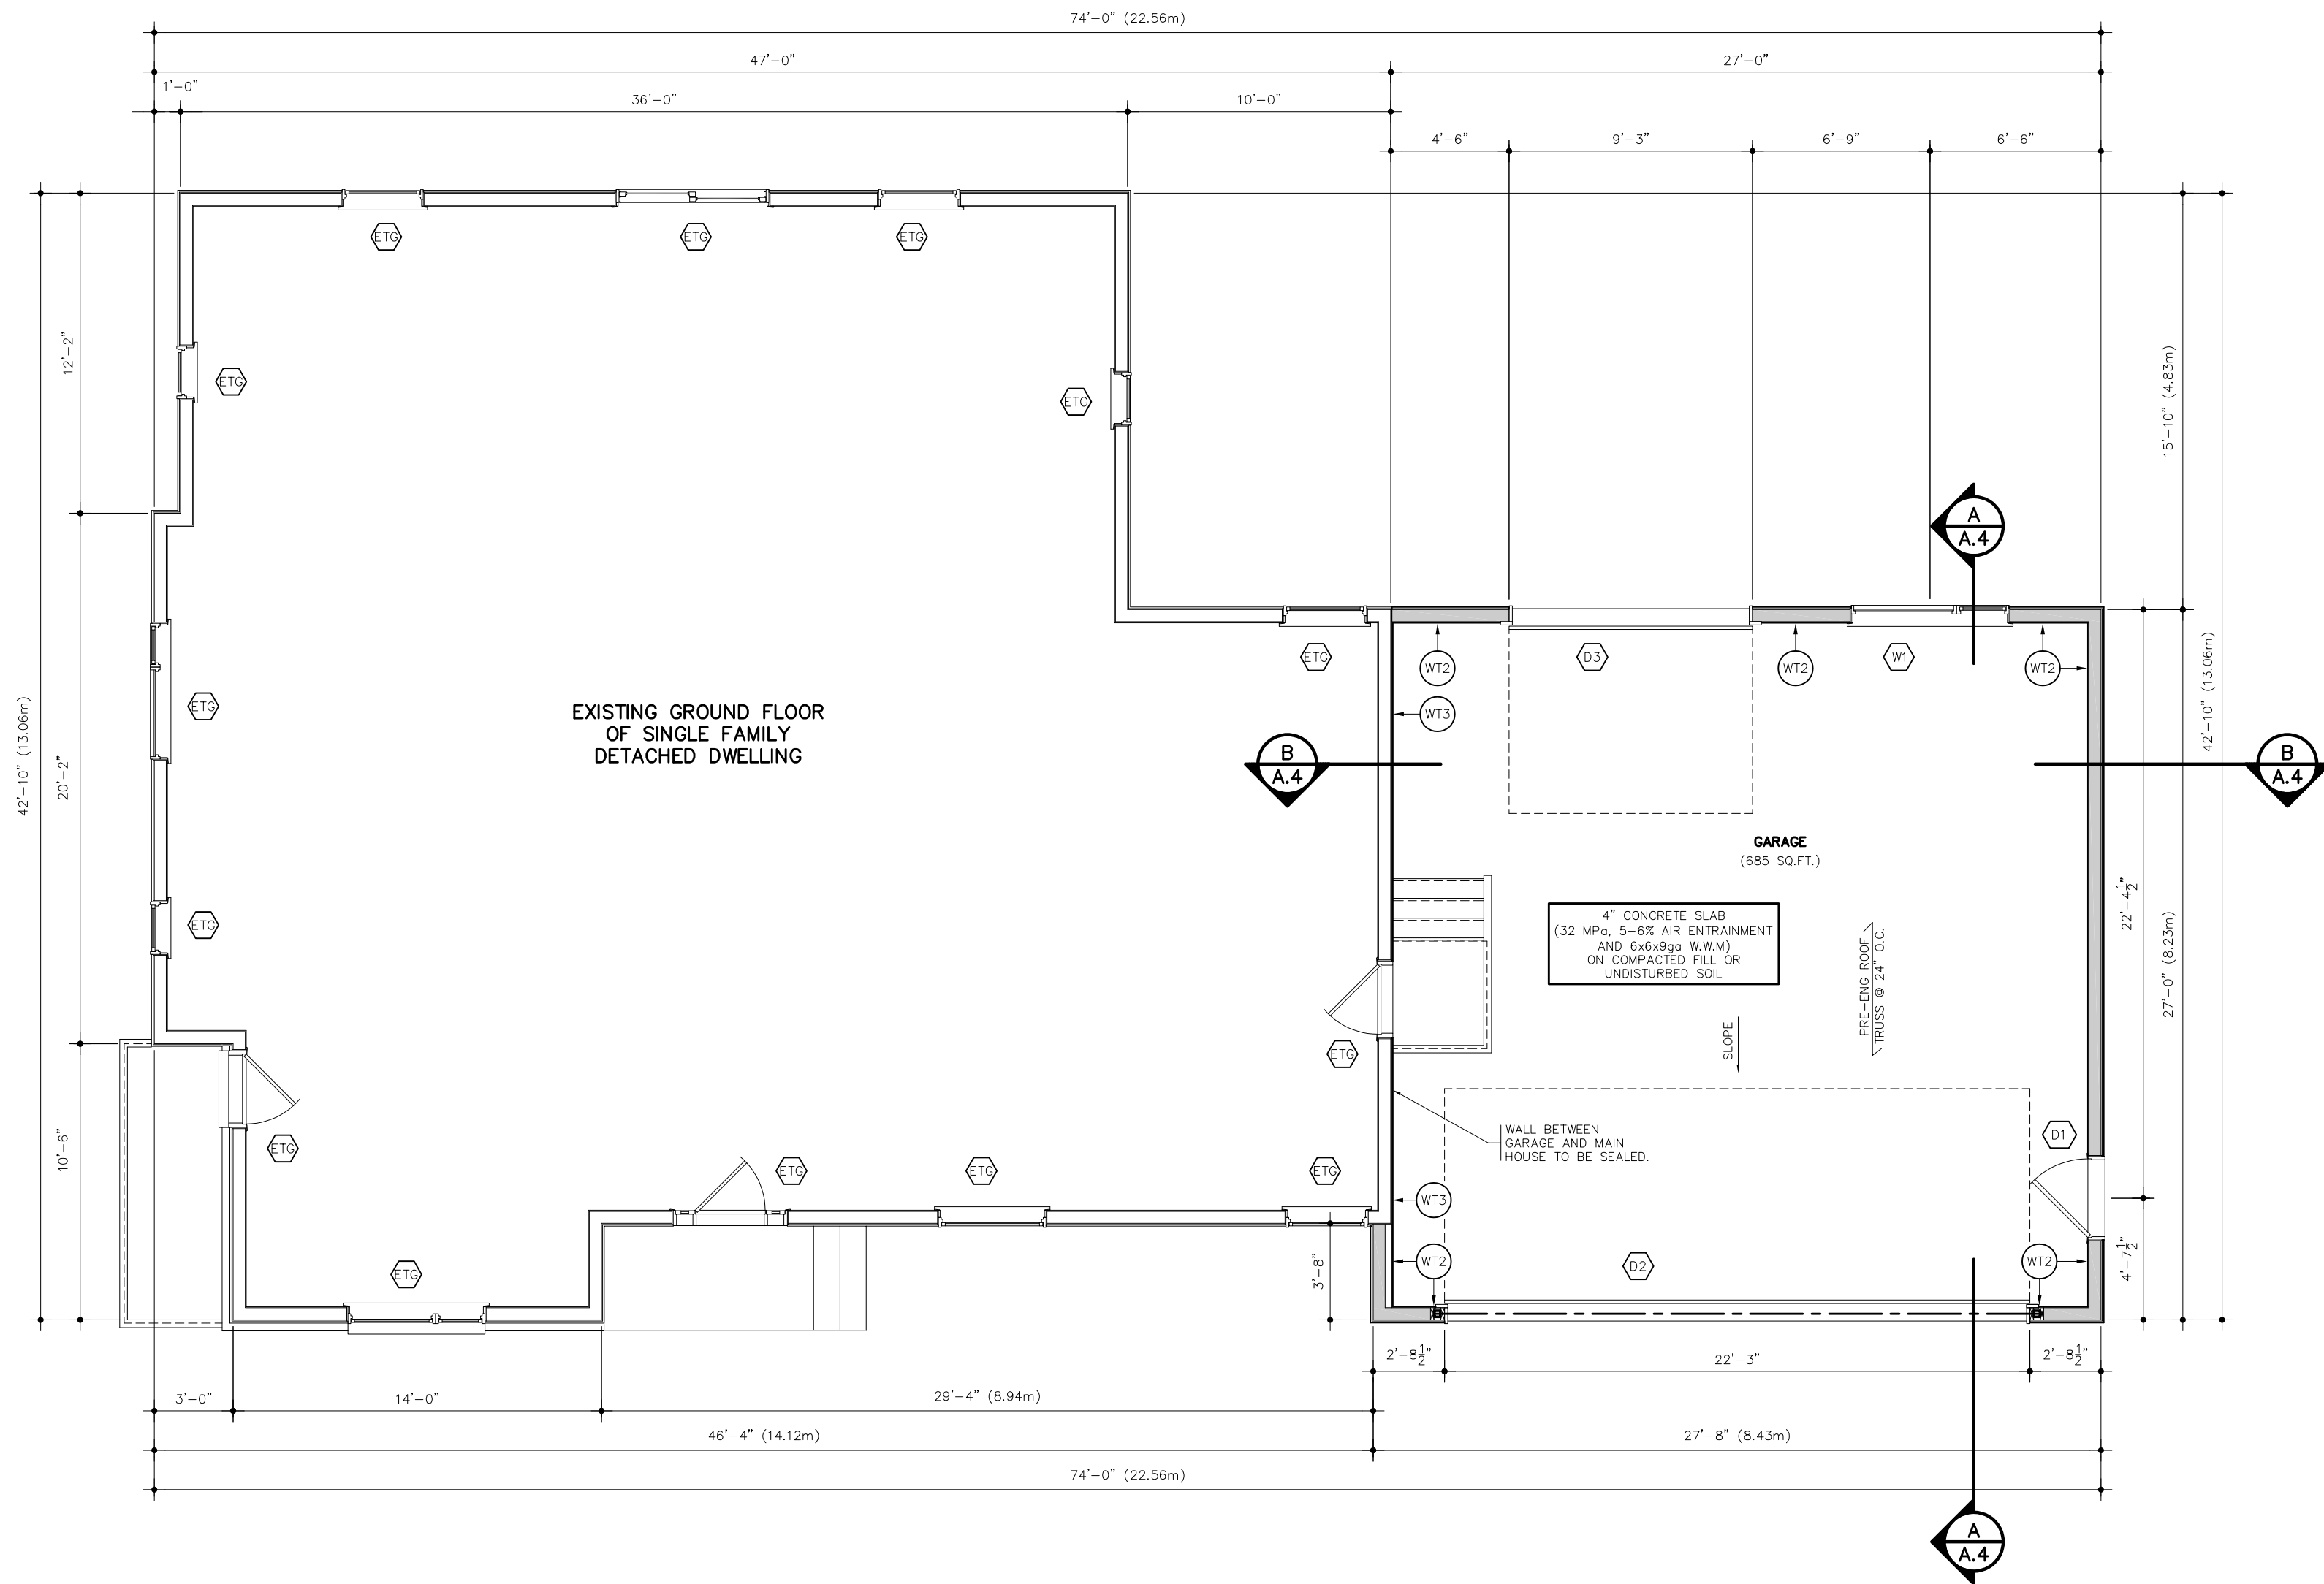 74'-0" (22.56m)
47'-0"
27'-0"
1'-0"
36'-0"
10'-0"
4'-6"
9'-3"
6'-9"
6'-6"
ETG
ETG
ETG
12'-2"
ETG
ETG
15'-10" (4.83m)
A
A.4
ETG
D3
W1
WT2
WT2
WT2
42'-10" (13.06m)
ETG
WT3
EXISTING GROUND FLOOR
OF SINGLE FAMILY
DETACHED DWELLING
42'-10" (13.06m)
20'-2"
B
A.4
B
A.4
GARAGE
(685 SQ.FT.)
ETG
4" CONCRETE SLAB
(32 MPa, 5-6% AIR ENTRAINMENT
AND 6x6x9ga W.W.M)
ON COMPACTED FILL OR
UNDISTURBED SOIL
PRE-ENG ROOF
TRUSS @ 24" O.C.
22'-4½"
27'-0" (8.23m)
SLOPE
ETG
WALL BETWEEN
GARAGE AND MAIN
HOUSE TO BE SEALED.
D1
10'-6"
ETG
ETG
ETG
ETG
WT3
ETG
3'-8"
WT2
D2
WT2
4'-7½"
2'-8½"
22'-3"
2'-8½"
3'-0"
14'-0"
29'-4" (8.94m)
46'-4" (14.12m)
27'-8" (8.43m)
74'-0" (22.56m)
A
A.4